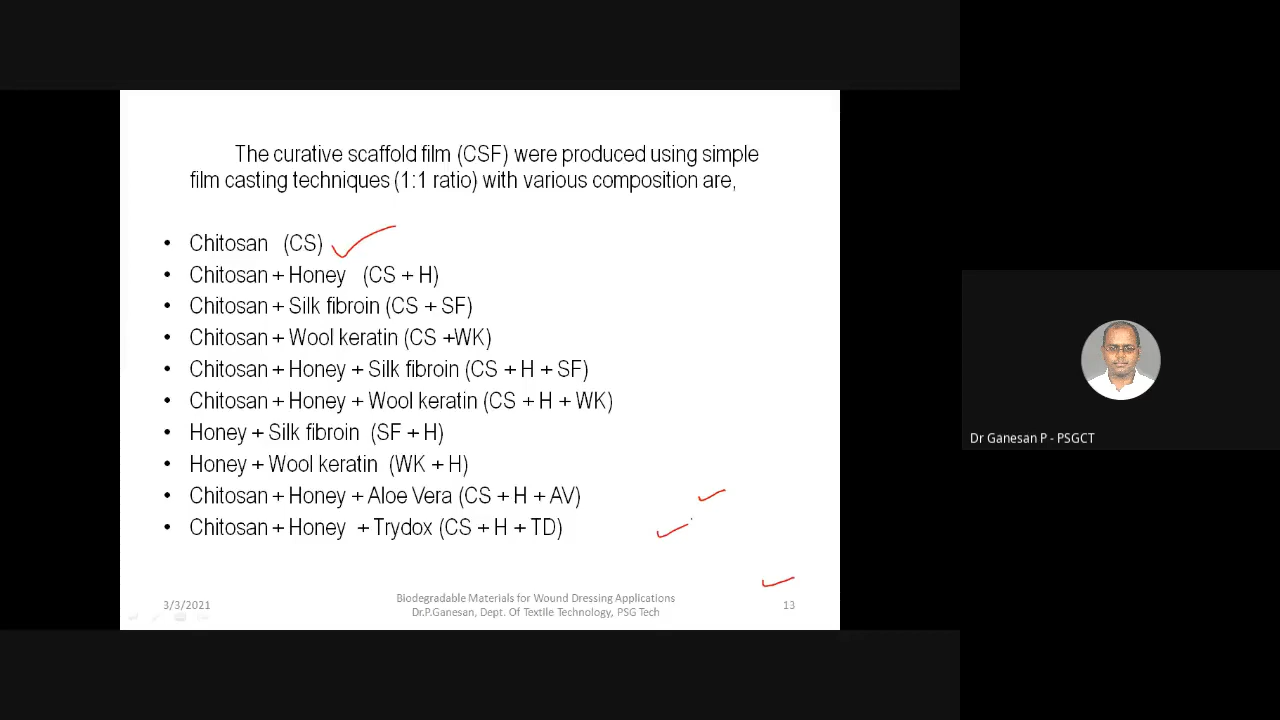 The curative scaffold film (CSF) were produced using simple
film casting techniques (1:1 ratio) with various composition are,
• Chitosan (CS)
• Chitosan + Honey (CS + H)
• Chitosan + Silk fibroin (CS + SF)
• Chitosan + Wool keratin (CS +WK)
• Chitosan + Honey + Silk fibroin (CS + H + SF)
• Chitosan + Honey + Wool keratin (CS + H + WK)
• Honey + Silk fibroin (SF + H)
• Honey + Wool keratin (WK + H)
• Chitosan + Honey + Aloe Vera (CS + H + AV)
• Chitosan + Honey + Trydox (CS + H + TD)
3/3/2021
Biodegradable Materials for Wound Dressing Applications
Dr.P.Ganesan, Dept. Of Textile Technology, PSG Tech
13
Dr Ganesan P - PSGCT